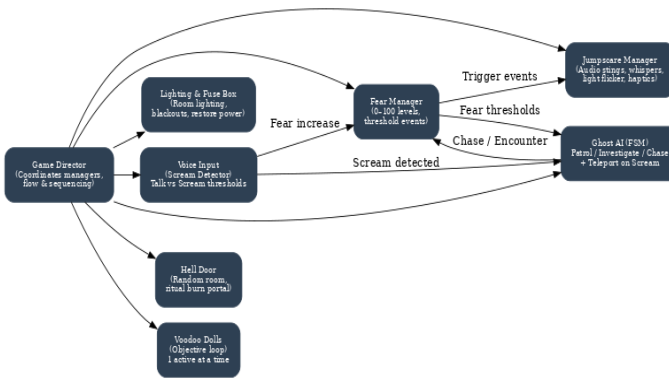 Jumpscare Manager
(Audio stings, whispers,
light flicker, haptics)
Trigger events
Lighting & Fuse Box
(Room lighting,
blackouts, restore power)
Fear Manager
(0–100 levels,
threshold events)
Fear thresholds
Fear increase
Chase / Encounter
Ghost AI (FSM)
Patrol / Investigate / Chase
+ Teleport on Scream
Game Director
(Coordinates managers,
flow & sequencing)
Voice Input
(Scream Detector)
Talk vs Scream thresholds
Scream detected
Hell Door
(Random room,
ritual burn portal)
Voodoo Dolls
(Objective loop)
1 active at a time